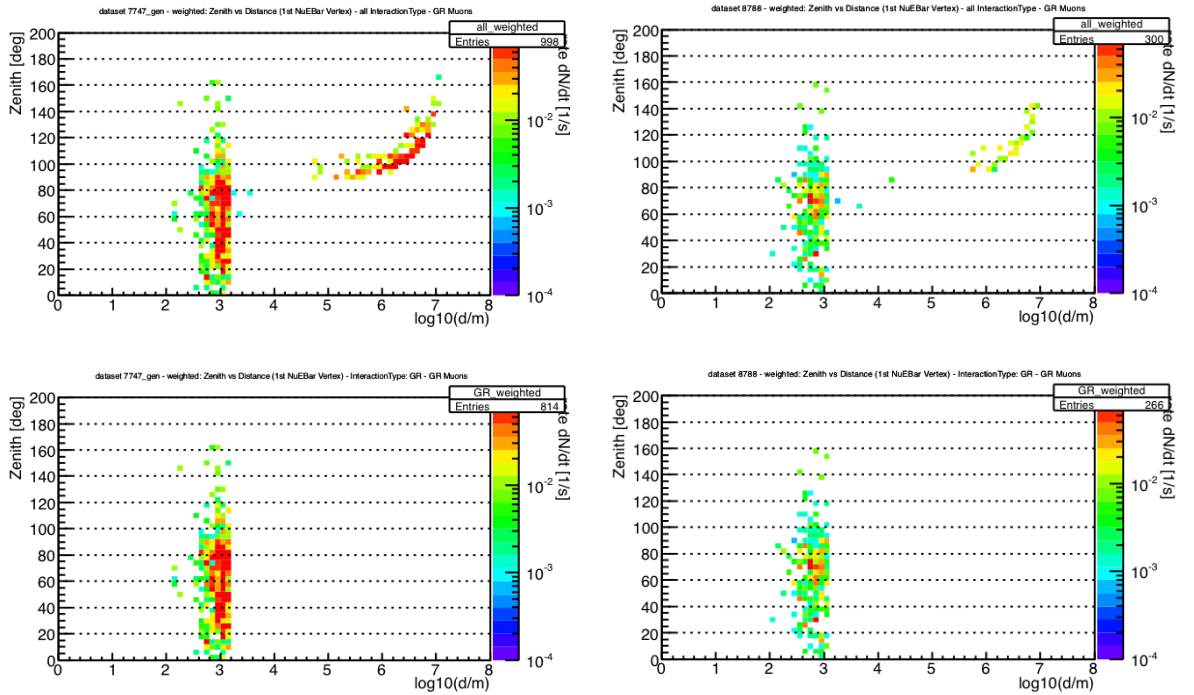 dataset 7747_gen - weighted: Zenith vs Distance (1st NuEBar Vertex) - all InteractionType - GR Muons
all_weighted
Entries 998
Zenith [deg]
200
180
160
140
120
100
80
60
40
20
0
0 1 2 3 4 5 6 7 8
log10(d/m)
10-2
10-3
10-4
te dN/dt [1/s]
dataset 8788 - weighted: Zenith vs Distance (1st NuEBar Vertex) - all InteractionType - GR Muons
all_weighted
Entries 300
Zenith [deg]
200
180
160
140
120
100
80
60
40
20
0
0 1 2 3 4 5 6 7 8
log10(d/m)
10-2
10-3
10-4
te dN/dt [1/s]
dataset 7747_gen - weighted: Zenith vs Distance (1st NuEBar Vertex) - InteractionType: GR - GR Muons
GR_weighted
Entries 814
Zenith [deg]
200
180
160
140
120
100
80
60
40
20
0
0 1 2 3 4 5 6 7 8
log10(d/m)
10-2
10-3
10-4
te dN/dt [1/s]
dataset 8788 - weighted: Zenith vs Distance (1st NuEBar Vertex) - InteractionType: GR - GR Muons
GR_weighted
Entries 266
Zenith [deg]
200
180
160
140
120
100
80
60
40
20
0
0 1 2 3 4 5 6 7 8
log10(d/m)
10-2
10-3
10-4
te dN/dt [1/s]